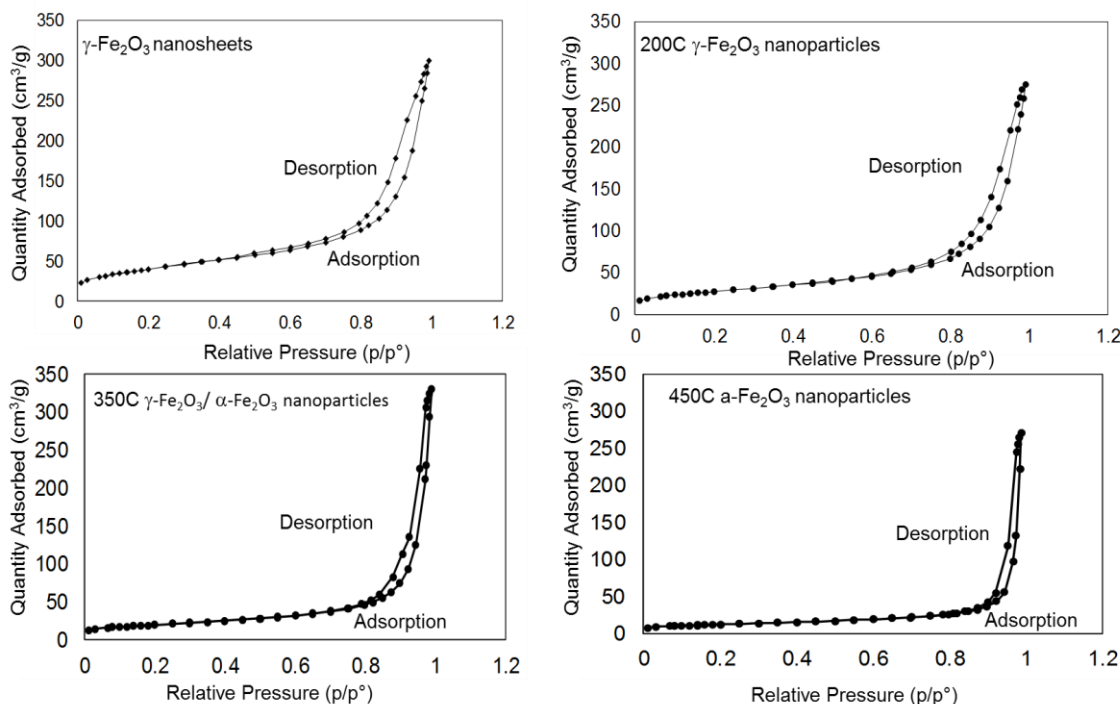 γ-Fe₂O₃ nanosheets
Quantity Adsorbed (cm³/g)
350
300
250
200
150
100
50
0
Desorption
Adsorption
0 0.2 0.4 0.6 0.8 1 1.2
Relative Pressure (p/p°)
200C γ-Fe₂O₃ nanoparticles
Quantity Adsorbed (cm³/g)
350
300
250
200
150
100
50
0
Desorption
Adsorption
0 0.2 0.4 0.6 0.8 1 1.2
Relative Pressure (p/p°)
350C γ-Fe₂O₃/ α-Fe₂O₃ nanoparticles
Quantity Adsorbed (cm³/g)
350
300
250
200
150
100
50
0
Desorption
Adsorption
0 0.2 0.4 0.6 0.8 1 1.2
Relative Pressure (p/p°)
450C a-Fe₂O₃ nanoparticles
Quantity Adsorbed (cm³/g)
350
300
250
200
150
100
50
0
Desorption
Adsorption
0 0.2 0.4 0.6 0.8 1 1.2
Relative Pressure (p/p°)